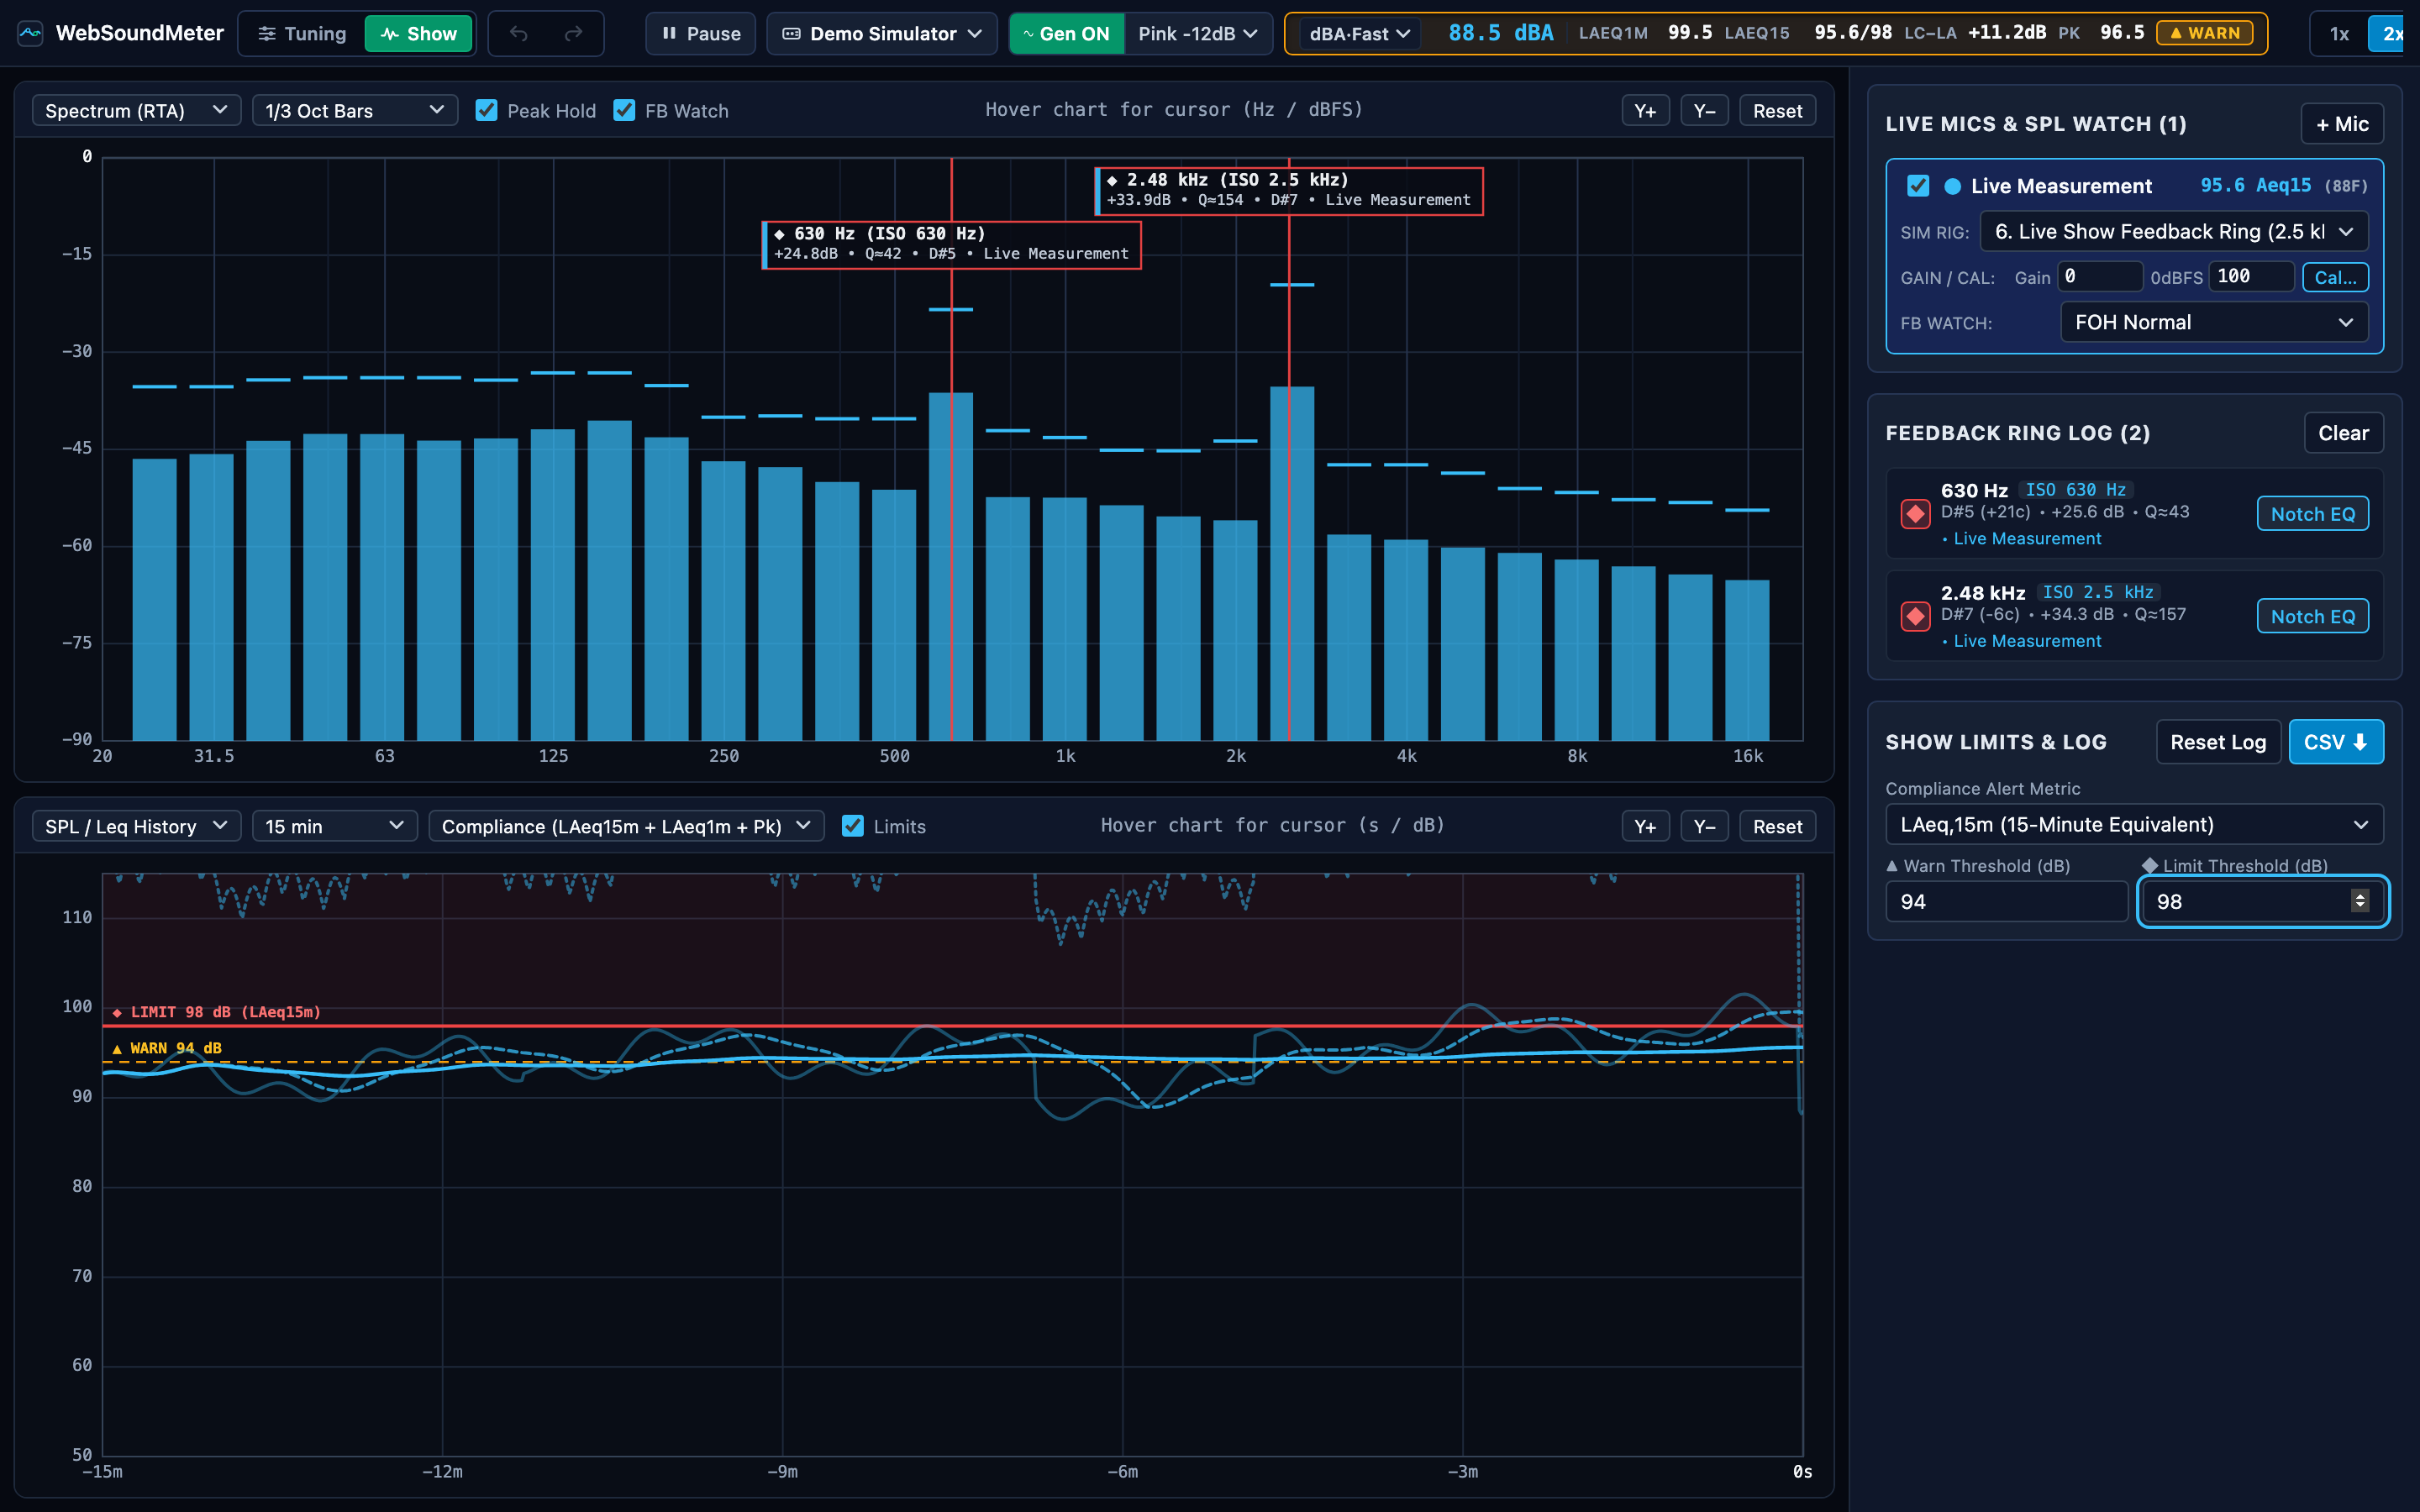 WebSoundMeter
Tuning
Show
Pause
Demo Simulator
~ Gen ON
Pink -12dB
dBA·Fast
88.5 dBA
LAEQ1M 99.5
LAEQ15 95.6/98
LC−LA +11.2dB
PK 96.5
▲ WARN
1x
2x
Spectrum (RTA)
1/3 Oct Bars
Peak Hold
FB Watch
Hover chart for cursor (Hz / dBFS)
Y+
Y−
Reset
0
−15
−30
−45
−60
−75
−90
◆ 2.48 kHz (ISO 2.5 kHz)
+33.9dB • Q≈154 • D#7 • Live Measurement
◆ 630 Hz (ISO 630 Hz)
+24.8dB • Q≈42 • D#5 • Live Measurement
20
31.5
63
125
250
500
1k
2k
4k
8k
16k
SPL / Leq History
15 min
Compliance (LAeq15m + LAeq1m + Pk)
Limits
Hover chart for cursor (s / dB)
Y+
Y−
Reset
110
100
90
80
70
60
50
◆ LIMIT 98 dB (LAeq15m)
▲ WARN 94 dB
−15m
−12m
−9m
−6m
−3m
0s
LIVE MICS & SPL WATCH (1)
+ Mic
Live Measurement
95.6 Aeq15 (88F)
SIM RIG:
6. Live Show Feedback Ring (2.5 kl
GAIN / CAL:
Gain
0
0dBFS
100
Cal...
FB WATCH:
FOH Normal
FEEDBACK RING LOG (2)
Clear
630 Hz ISO 630 Hz
D#5 (+21c) • +25.6 dB • Q≈43
• Live Measurement
Notch EQ
2.48 kHz ISO 2.5 kHz
D#7 (-6c) • +34.3 dB • Q≈157
• Live Measurement
Notch EQ
SHOW LIMITS & LOG
Reset Log
CSV ⬇
Compliance Alert Metric
LAeq,15m (15-Minute Equivalent)
▲ Warn Threshold (dB)
◆ Limit Threshold (dB)
94
98